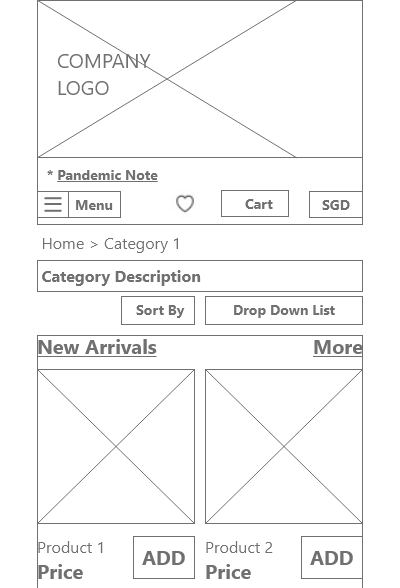 COMPANY
LOGO
* Pandemic Note
Menu Cart SGD
Home > Category 1
Category Description
Sort By Drop Down List
New Arrivals More
Product 1 ADD Product 2 ADD
Price Price